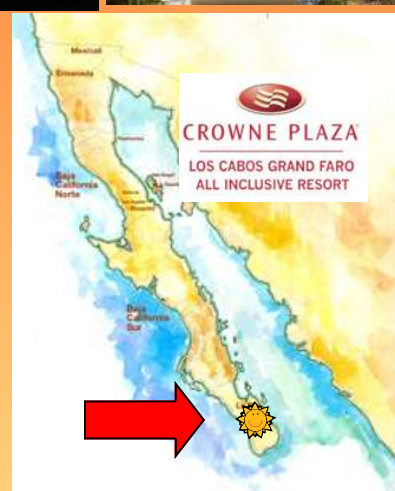 Mexicali
Ensenada
CROWNE PLAZA
LOS CABOS GRAND FARO
ALL INCLUSIVE RESORT
Baja
California
Norte
Baja
California
Sur